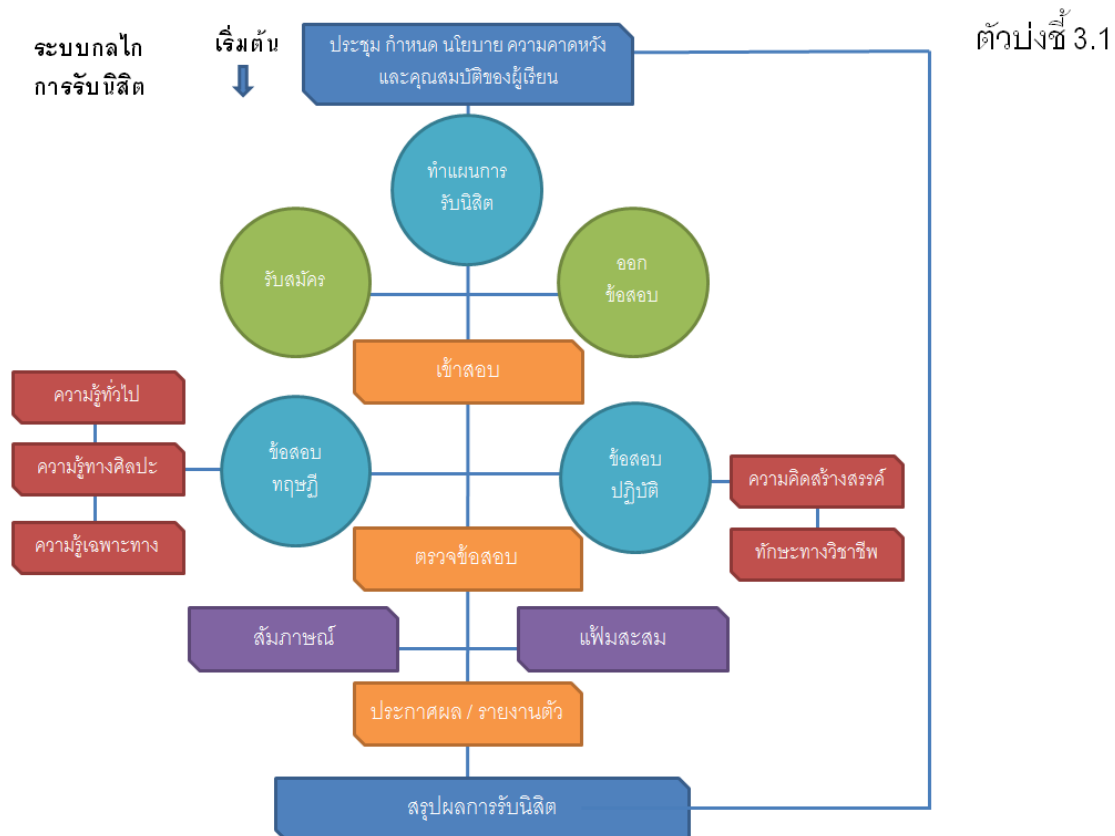 ระบบกลไก
การรับนิสิต
เริ่มต้น
ประชุม กำหนด นโยบาย ความคาดหวัง
และคุณสมบัติของผู้เรียน
ตัวบ่งชี้ 3.1
ทำแผนการ
รับนิสิต
รับสมัคร
ออก
ข้อสอบ
เข้าสอบ
ความรู้ทั่วไป
ความรู้ทางศิลปะ
ความรู้เฉพาะทาง
ข้อสอบ
ทฤษฎี
ข้อสอบ
ปฏิบัติ
ความคิดสร้างสรรค์
ทักษะทางวิชาชีพ
ตรวจข้อสอบ
สัมภาษณ์
แฟ้มสะสม
ประกาศผล / รายงานตัว
สรุปผลการรับนิสิต